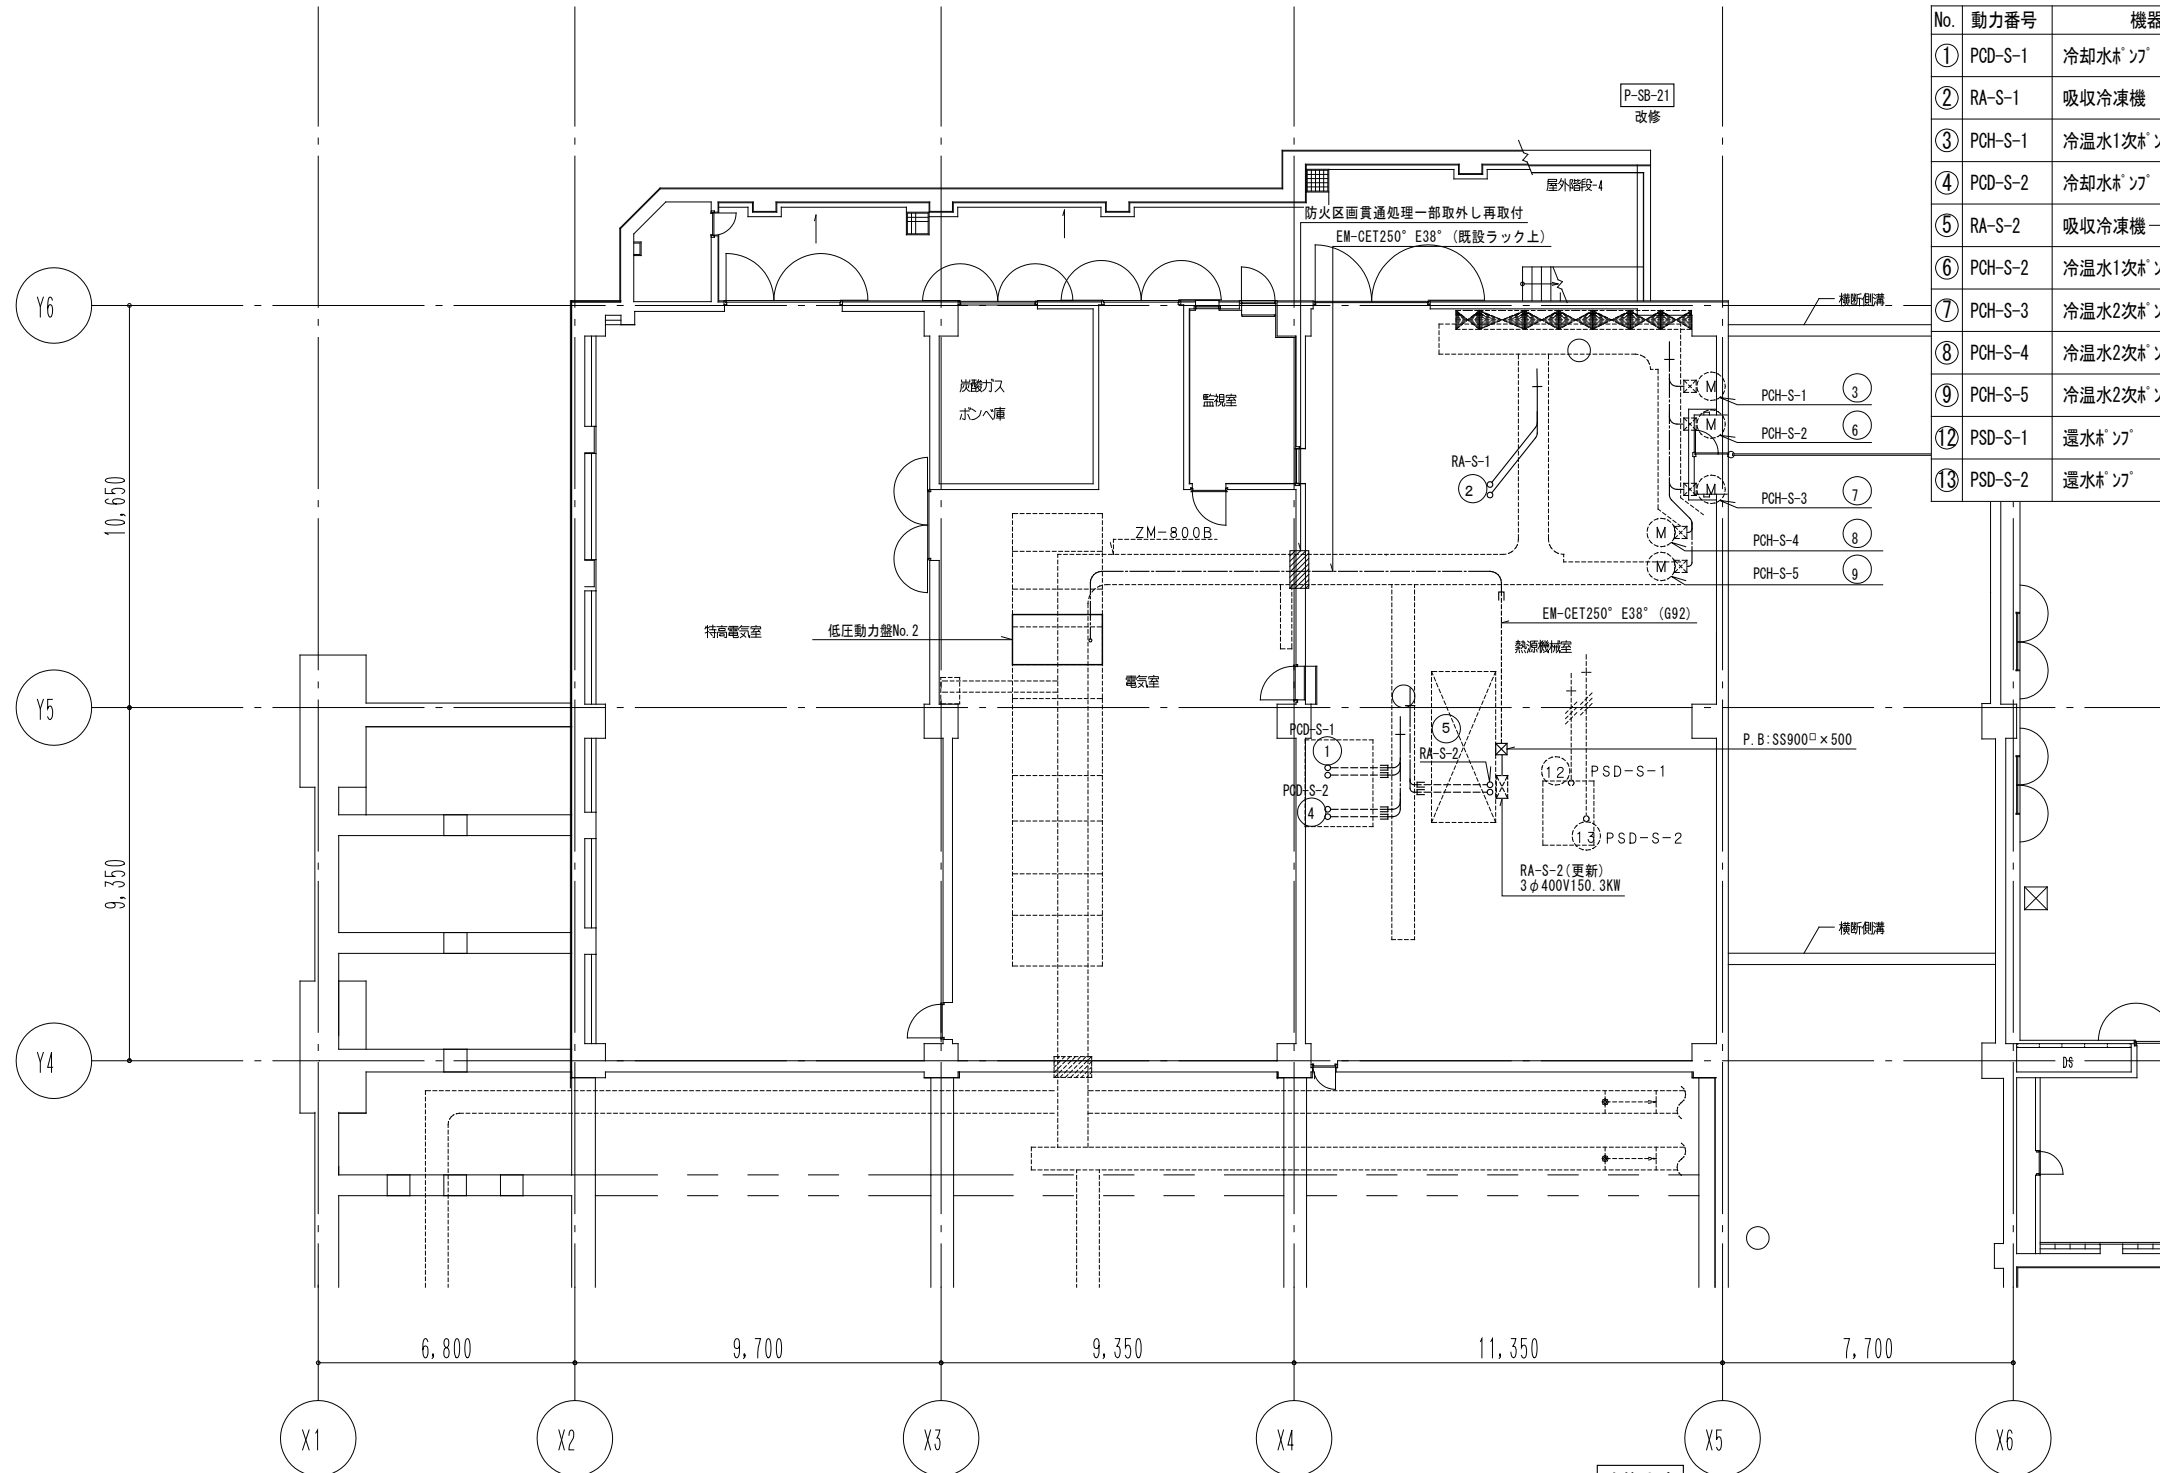 No. 動力番号 機器
① PCD-S-1 冷却水ポンプ
② RA-S-1 吸収冷凍機
③ PCH-S-1 冷温水1次ポン
④ PCD-S-2 冷却水ポンプ
⑤ RA-S-2 吸収冷凍機一
⑥ PCH-S-2 冷温水1次ポン
⑦ PCH-S-3 冷温水2次ポン
⑧ PCH-S-4 冷温水2次ポン
⑨ PCH-S-5 冷温水2次ポン
⑫ PSD-S-1 還水ポンプ
⑬ PSD-S-2 還水ポンプ
P-SB-21
改修
屋外階段-4
防火区画貫通処理一部取外し再取付
EM-CET250° E38° (既設ラック上)
Y6
横断側溝
炭酸ガス
ボンベ庫
監視室
M
PCH-S-1 3
M
PCH-S-2 6
RA-S-1
2
M
PCH-S-3 7
10,650
ZM-800B
M
PCH-S-4 8
M
PCH-S-5 9
EM-CET250° E38° (G92)
特高電気室
低圧動力盤No.2
熱源機械室
電気室
Y5
PCD-S-1
1
5
RA-S-2
P.B:SS900□×500
12 PSD-S-1
PCD-S-2
4
13 PSD-S-2
9,350
RA-S-2(更新)
3φ400V150.3KW
横断側溝
Y4
DS
6,800
9,700
9,350
11,350
7,700
X1
X2
X3
X4
X5
X6